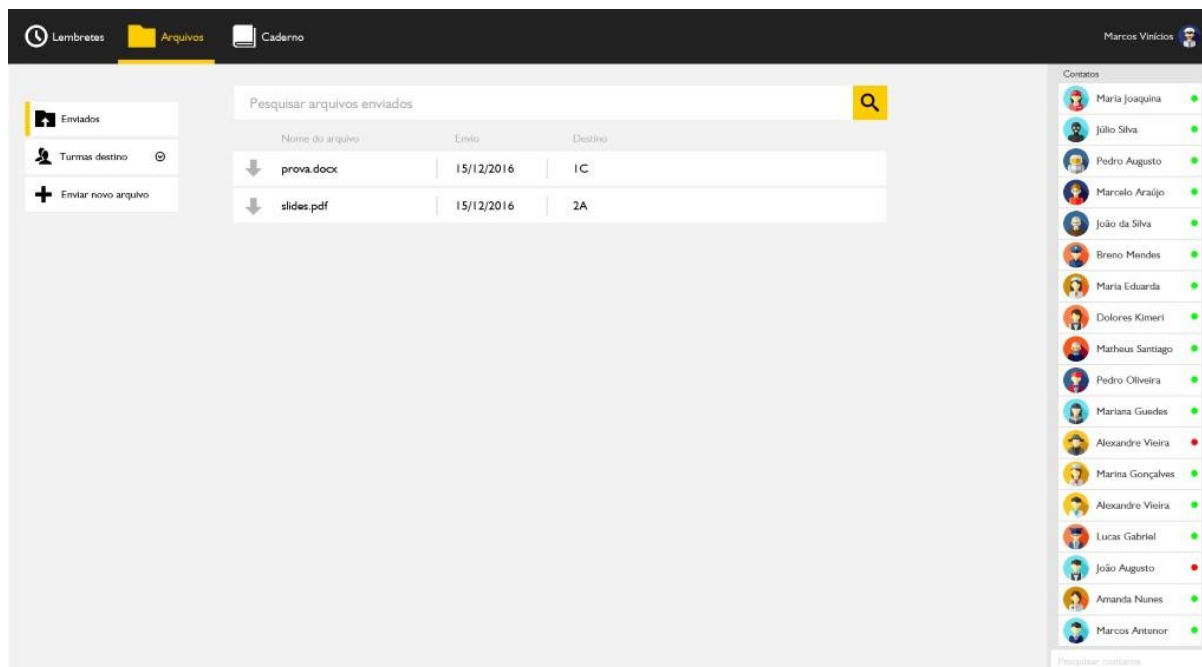 Lembretes Arquivos Caderno Marcos Vinícios
Enviados
Turmas destino
Enviar novo arquivo
Pesquisar arquivos enviados
Nome do arquivo Envio Destino
prova.docx 15/12/2016 1C
slides.pdf 15/12/2016 2A
Contatos
Maria Joaquina
Júlio Silva
Pedro Augusto
Marcelo Araújo
João da Silva
Breno Mendes
Maria Eduarda
Dolores Kimeri
Matheus Santiago
Pedro Oliveira
Mariana Guedes
Alexandre Vieira
Marina Gonçalves
Alexandre Vieira
Lucas Gabriel
João Augusto
Amanda Nunes
Marcos Antenor
Pesquisar contatos